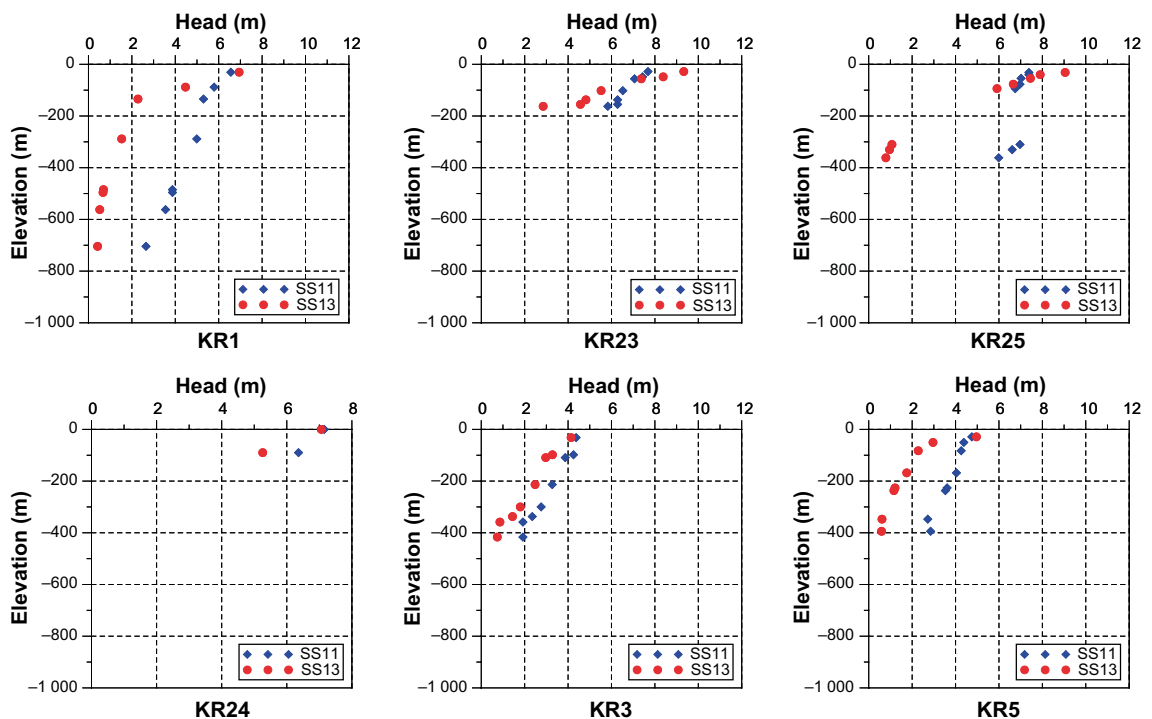 Head (m) Head (m) Head (m)
0 2 4 6 8 10 12 0 2 4 6 8 10 12 0 2 4 6 8 10 12
Elevation (m) Elevation (m) Elevation (m)
0 0 0
–200 –200 –200
–400 –400 –400
–600 –600 –600
–800 –800 –800
–1 000 –1 000 –1 000
SS11 SS11 SS11
SS13 SS13 SS13
KR1 KR23 KR25
Head (m) Head (m) Head (m)
0 2 4 6 8 0 2 4 6 8 10 12 0 2 4 6 8 10 12
Elevation (m) Elevation (m) Elevation (m)
0 0 0
–200 –200 –200
–400 –400 –400
–600 –600 –600
–800 –800 –800
–1 000 –1 000 –1 000
SS11 SS11 SS11
SS13 SS13 SS13
KR24 KR3 KR5